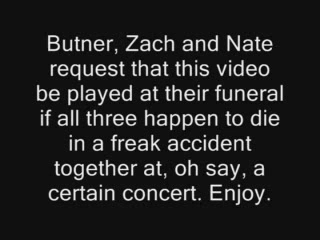 Butner, Zach and Nate
request that this video
be played at their funeral
if all three happen to die
in a freak accident
together at, oh say, a
certain concert. Enjoy.